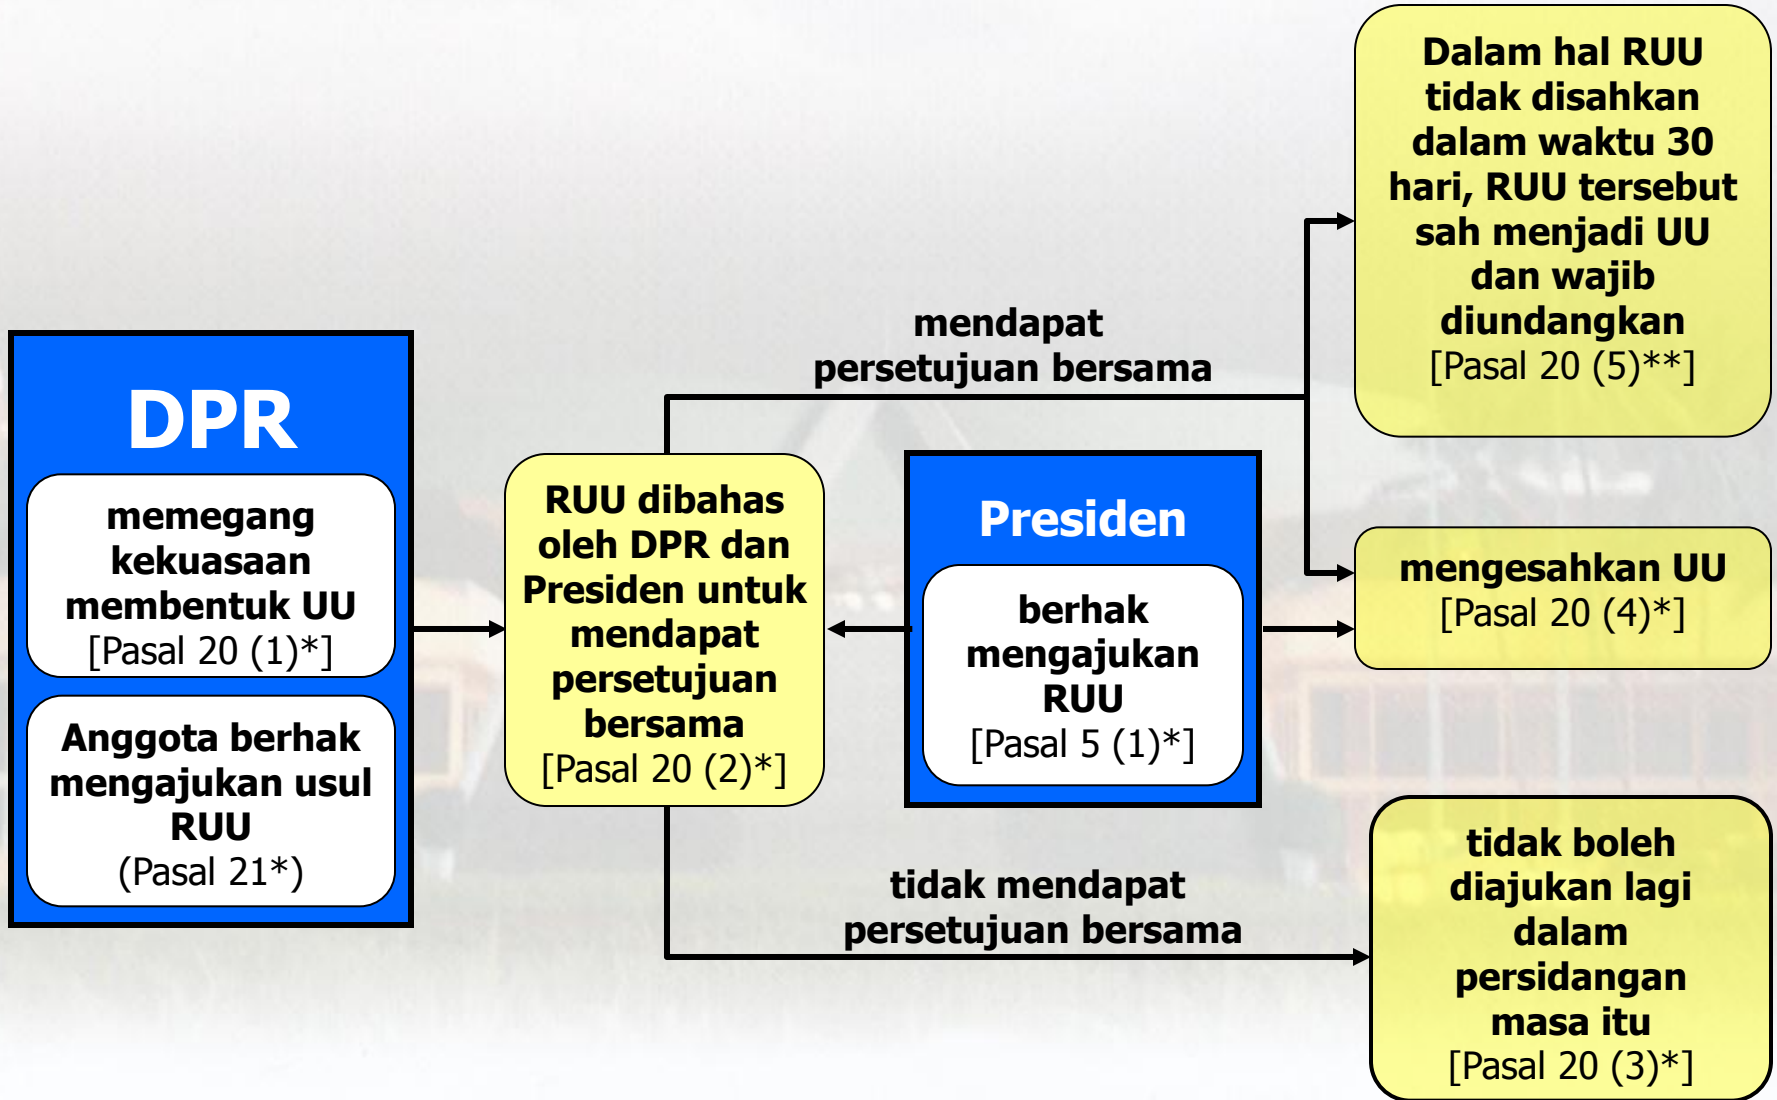 DPR
memegang
kekuasaan
membentuk UU
[Pasal 20 (1)*]
Anggota berhak
mengajukan usul
RUU
(Pasal 21*)
RUU dibahas
oleh DPR dan
Presiden untuk
mendapat
persetujuan
bersama
[Pasal 20 (2)*]
mendapat
persetujuan bersama
Presiden
berhak
mengajukan
RUU
[Pasal 5 (1)*]
tidak mendapat
persetujuan bersama
Dalam hal RUU
tidak disahkan
dalam waktu 30
hari, RUU tersebut
sah menjadi UU
dan wajib
diundangkan
[Pasal 20 (5)**]
mengesahkan UU
[Pasal 20 (4)*]
tidak boleh
diajukan lagi
dalam
persidangan
masa itu
[Pasal 20 (3)*]